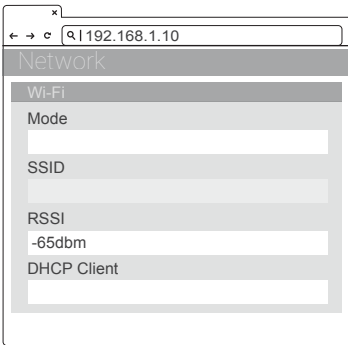 192.168.1.10
Network
Wi-Fi
Mode
SSID
RSSI
-65dbm
DHCP Client